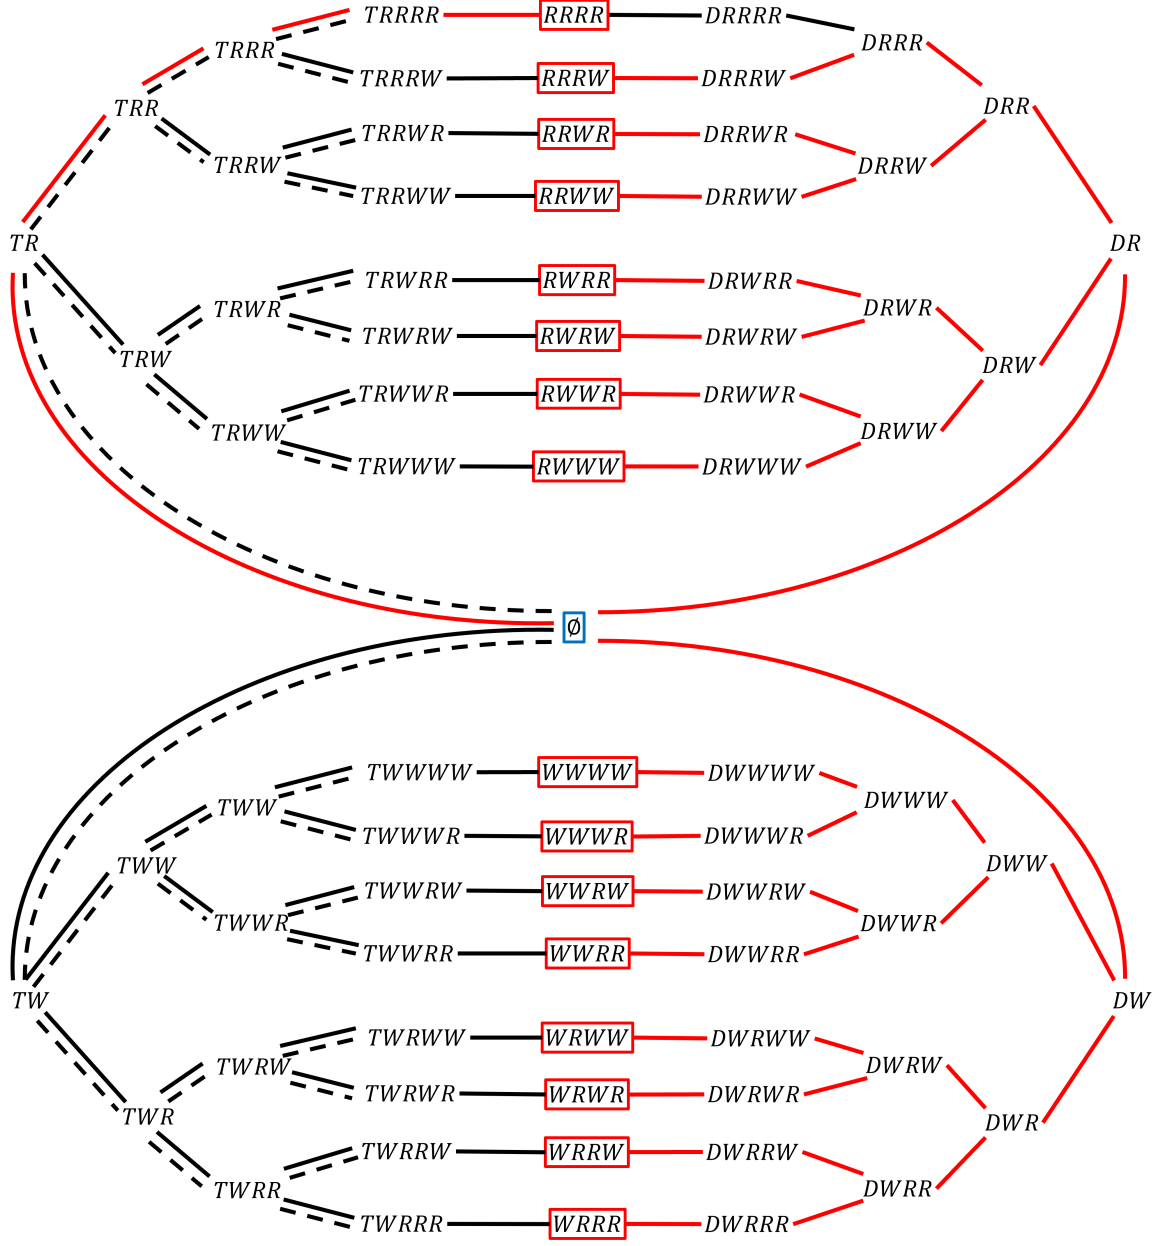 TRRRR RRRR DRRRR
TRRR DRRR
TRRRW RRRW DRRRW
TRR DRR
TRRWR RRWR DRRWR
TRRW DRRW
TRRWW RRWW DRRWW
TR DR
TRWRR RWRR DRWRR
TRWR DRWR
TRWRW RWRW DRWRW
TRW DRW
TRWWR RWWR DRWWR
TRWW DRWW
TRWWW RWWW DRWWW
Ø
TWWWW WWWW DWWWW
TWW DWWW
TWWWR WWWR DWWWR
TWW DWW
TWWRW WWRW DWWRW
TWWR DWWR
TWWRR WWRR DWWRR
TW DW
TWRWW WRWW DWRWW
TWRW DWRW
TWRWR WRWR DWRWR
TWR DWR
TWRRW WRRW DWRRW
TWRR DWRR
TWRRR WRRR DWRRR